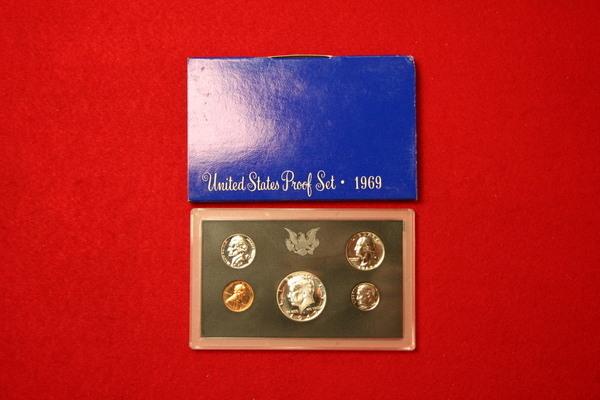 United States Proof Set • 1969